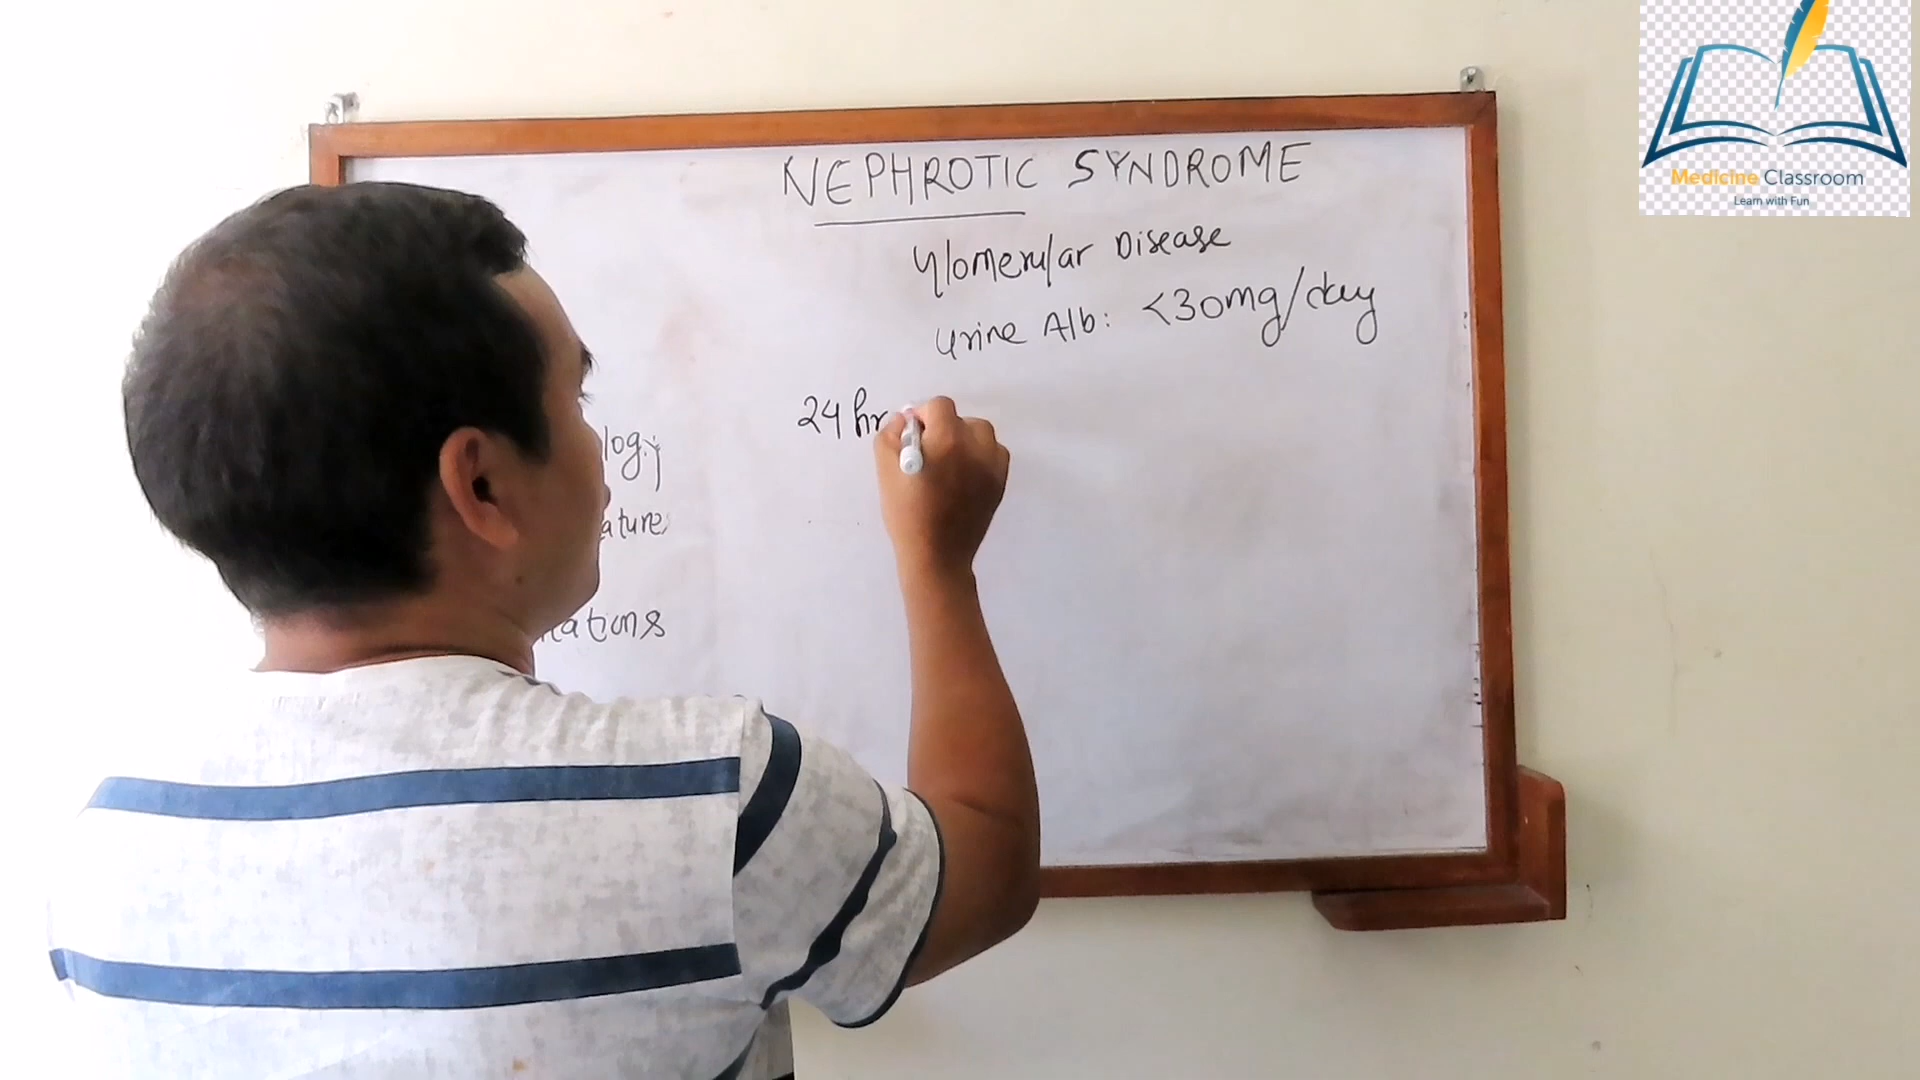 NEPHROTIC SYNDROME
Glomerular Disease
Urine Alb: <30mg/day
24 hr
logy
ature
ations
Medicine Classroom
Learn with Fun